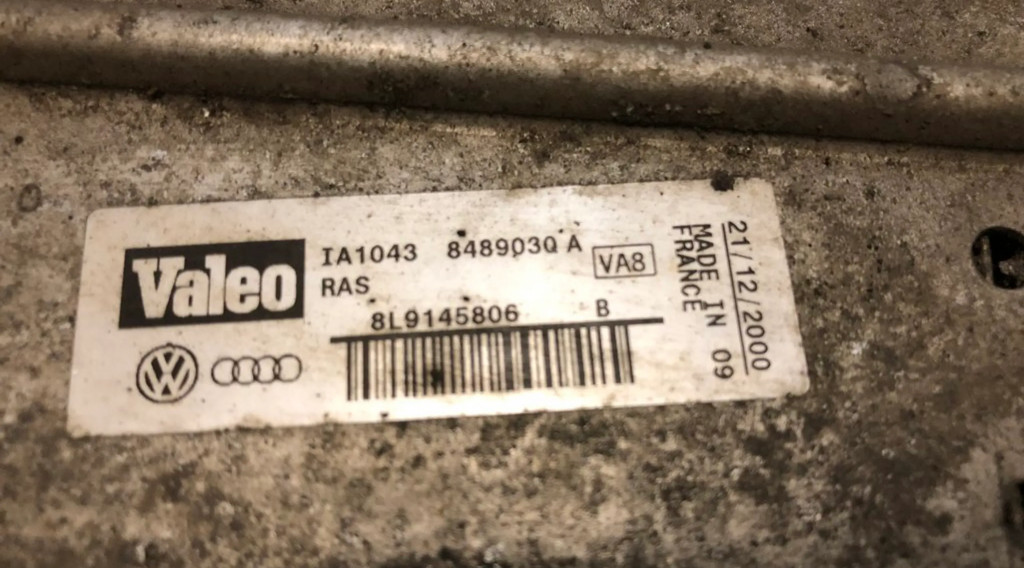 Valeo
IA1043 848903Q A
VA8
RAS
8L9145806 B
21/12/2000
MADE IN 09
FRANCE